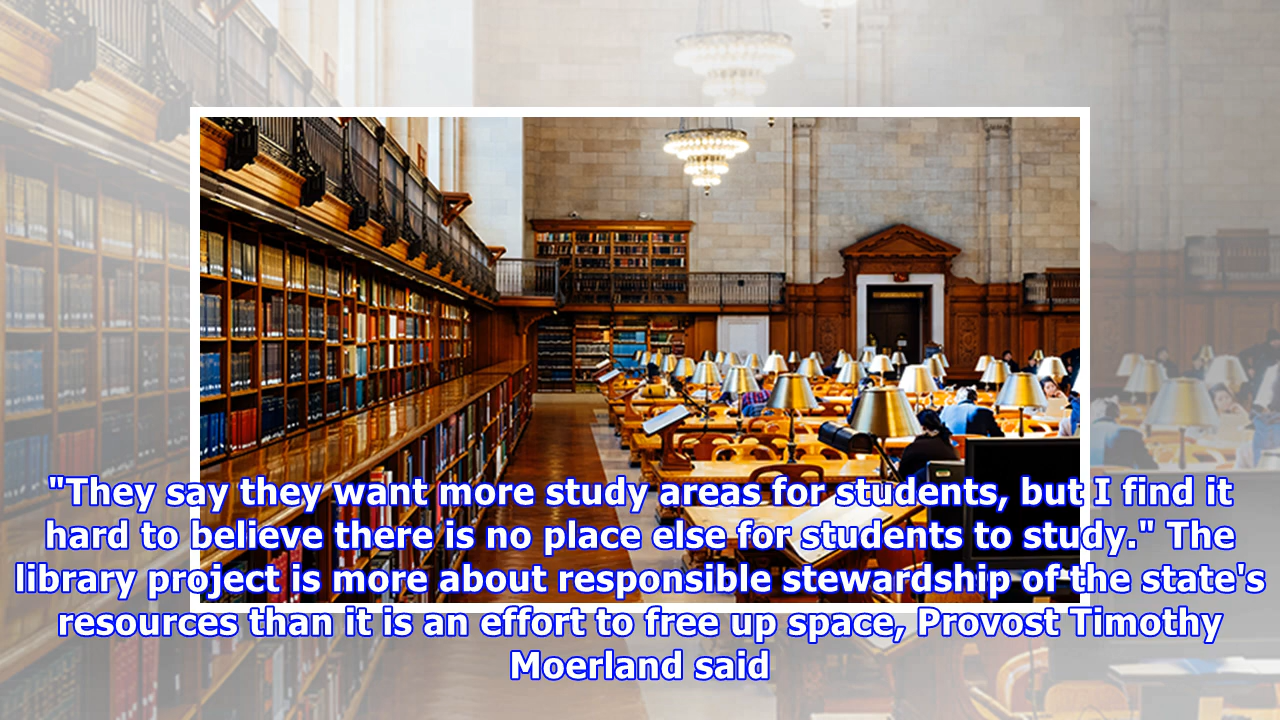 "They say they want more study areas for students, but I find it
hard to believe there is no place else for students to study." The
library project is more about responsible stewardship of the state's
resources than it is an effort to free up space, Provost Timothy
Moerland said